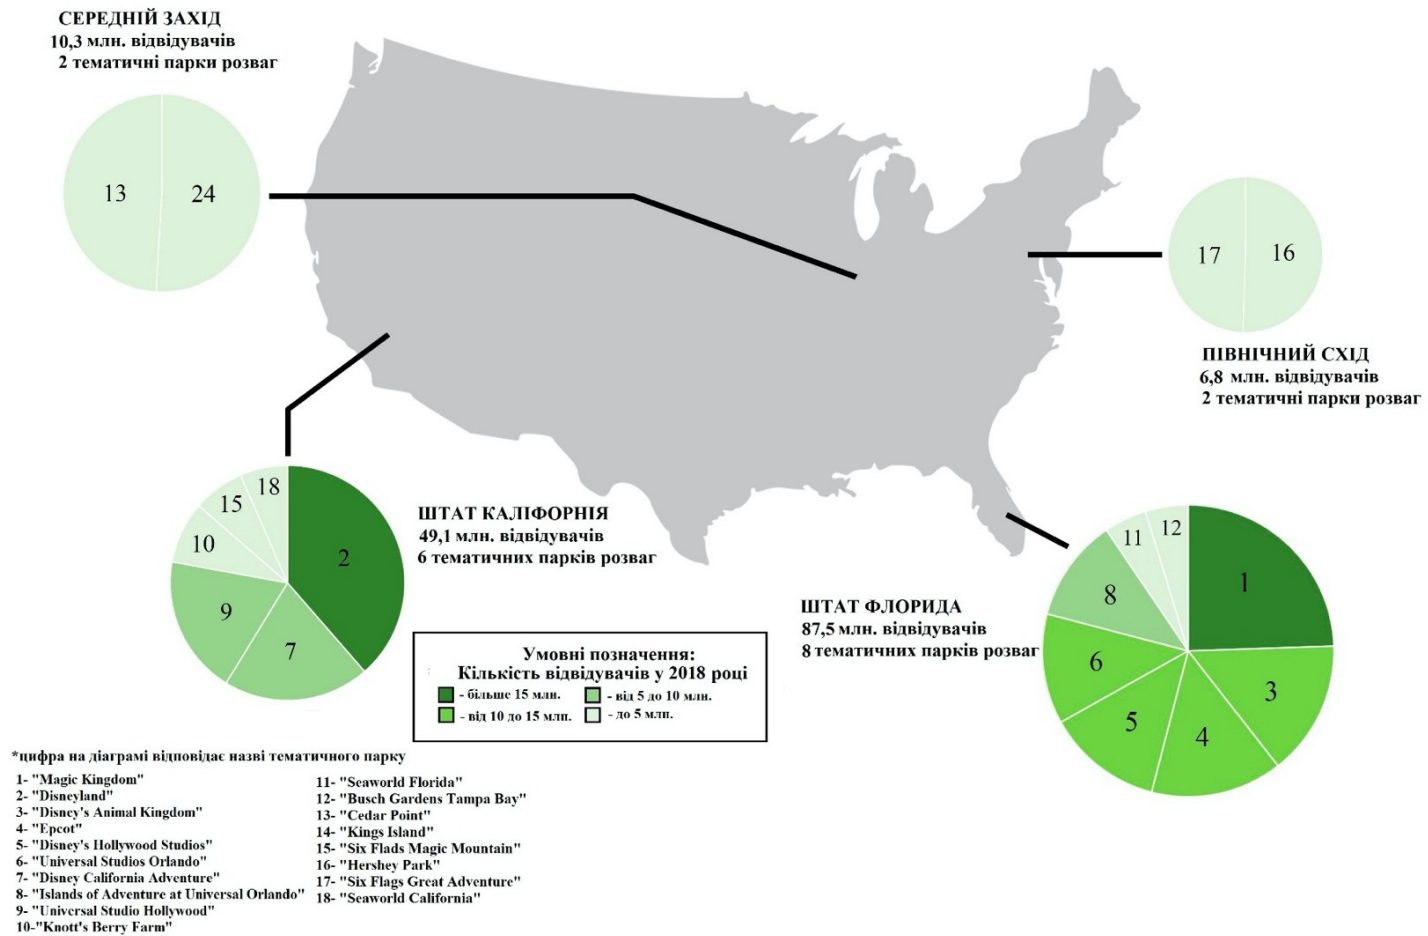 СЕРЕДНІЙ ЗАХІД
10,3 млн. відвідувачів
2 тематичні парки розваг
13
24
17
16
ПІВНІЧНИЙ СХІД
6,8 млн. відвідувачів
2 тематичні парки розваг
18
15
10
2
9
7
ШТАТ КАЛІФОРНІЯ
49,1 млн. відвідувачів
6 тематичних парків розваг
12
11
1
8
6
3
5
4
ШТАТ ФЛОРИДА
87,5 млн. відвідувачів
8 тематичних парків розваг
Умовні позначення:
Кількість відвідувачів у 2018 році
- більше 15 млн.
- від 5 до 10 млн.
- від 10 до 15 млн.
- до 5 млн.
*цифра на діаграмі відповідає назві тематичного парку
1- "Magic Kingdom"
2- "Disneyland"
3- "Disney's Animal Kingdom"
4- "Epcot"
5- "Disney's Hollywood Studios"
6- "Universal Studios Orlando"
7- "Disney California Adventure"
8- "Islands of Adventure at Universal Orlando"
9- "Universal Studio Hollywood"
10-"Knott's Berry Farm"
11- "Seaworld Florida"
12- "Busch Gardens Tampa Bay"
13- "Cedar Point"
14- "Kings Island"
15- "Six Flads Magic Mountain"
16- "Hershey Park"
17- "Six Flags Great Adventure"
18- "Seaworld California"